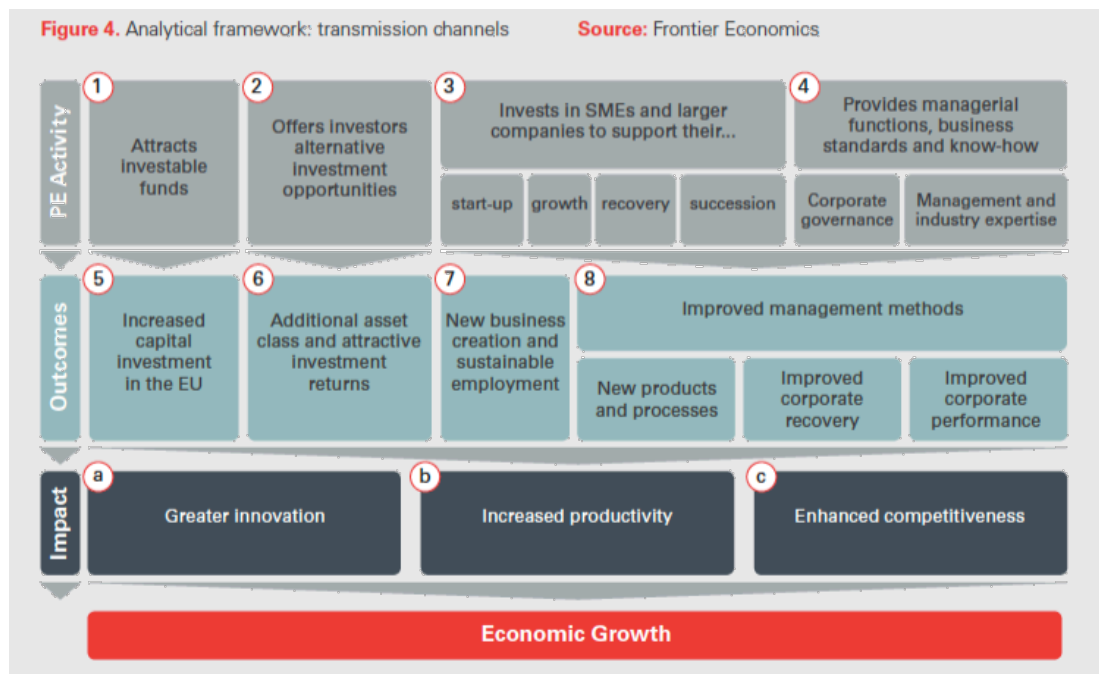 Figure 4. Analytical framework: transmission channels
Source: Frontier Economics
PE Activity
1
Attracts
investable
funds
2
Offers investors
alternative
investment
opportunities
3
Invests in SMEs and larger
companies to support their...
start-up
growth
recovery
succession
4
Provides managerial
functions, business
standards and know-how
Corporate
governance
Management and
industry expertise
Outcomes
5
Increased
capital
investment
in the EU
6
Additional asset
class and attractive
investment
returns
7
New business
creation and
sustainable
employment
8
Improved management methods
New products
and processes
Improved
corporate
recovery
Improved
corporate
performance
Impact
a
Greater innovation
b
Increased productivity
c
Enhanced competitiveness
Economic Growth